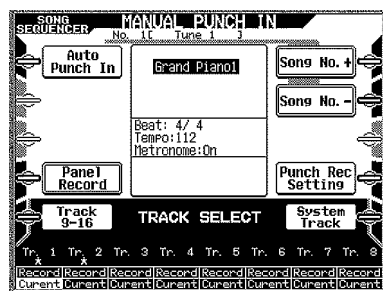 SONG SEQUENCER MANUAL PUNCH IN
No. 1[ Tune 1 ]
Auto Punch In
Grand Piano1
Song No.+
Song No.-
Beat: 4/ 4
Tempo:112
Metronome:On
Panel Record
Punch Rec Setting
Track 9-16
TRACK SELECT
System Track
Tr. 1 Tr. 2 Tr. 3 Tr. 4 Tr. 5 Tr. 6 Tr. 7 Tr. 8
* *
Record Record Record Record Record Record Record Record
Curent Curent Curent Curent Curent Curent Curent Curent